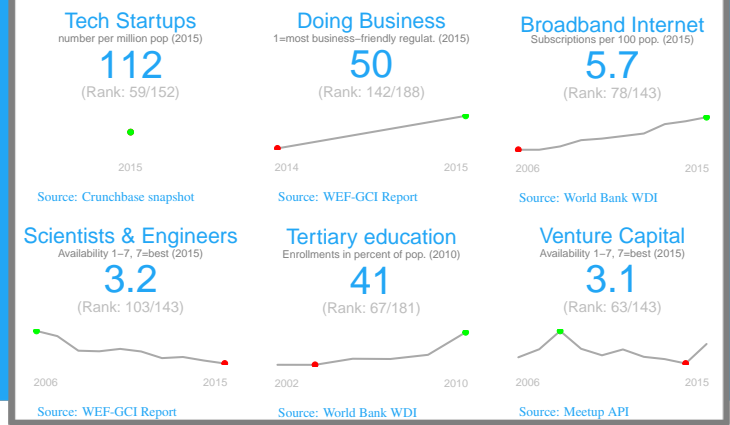 Tech Startups
number per million pop (2015)
112
(Rank: 59/152)
2015
Source: Crunchbase snapshot
Doing Business
1=most business−friendly regulat. (2015)
50
(Rank: 142/188)
2014 2015
Source: WEF-GCI Report
Broadband Internet
Subscriptions per 100 pop. (2015)
5.7
(Rank: 78/143)
2006 2015
Source: World Bank WDI
Scientists & Engineers
Availability 1−7, 7=best (2015)
3.2
(Rank: 103/143)
2006 2015
Source: WEF-GCI Report
Tertiary education
Enrollments in percent of pop. (2010)
41
(Rank: 67/181)
2002 2010
Source: World Bank WDI
Venture Capital
Availability 1−7, 7=best (2015)
3.1
(Rank: 63/143)
2006 2015
Source: Meetup API